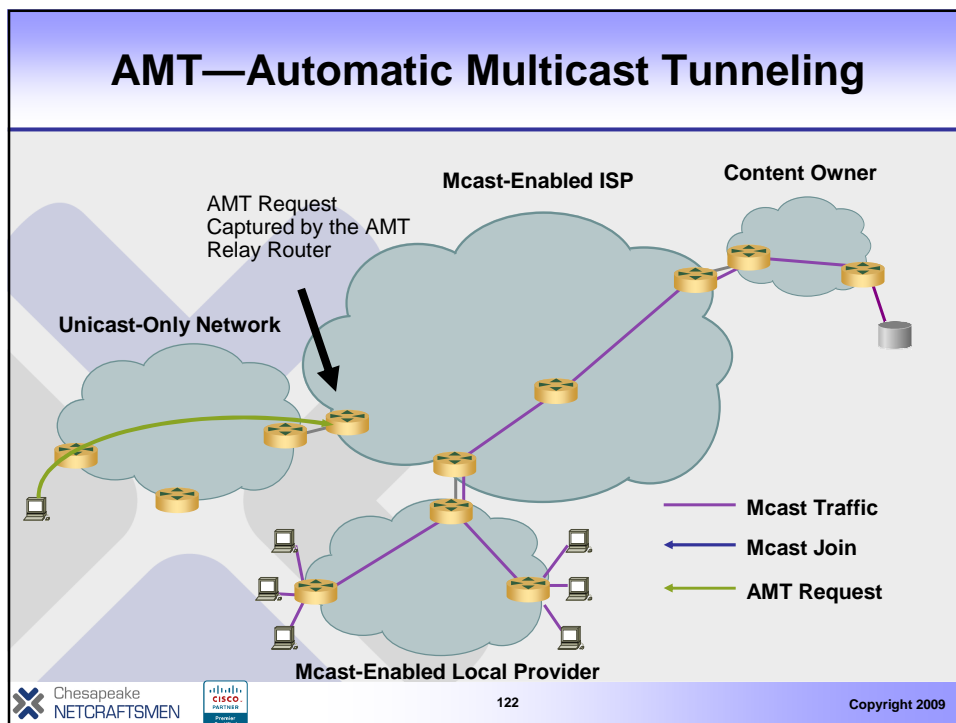 AMT—Automatic Multicast Tunneling
Mcast-Enabled ISP
Content Owner
AMT Request
Captured by the AMT
Relay Router
Unicast-Only Network
Mcast Traffic
Mcast Join
AMT Request
Mcast-Enabled Local Provider
Chesapeake
NETCRAFTSMEN
CISCO
PARTNER
Premier
122
Copyright 2009